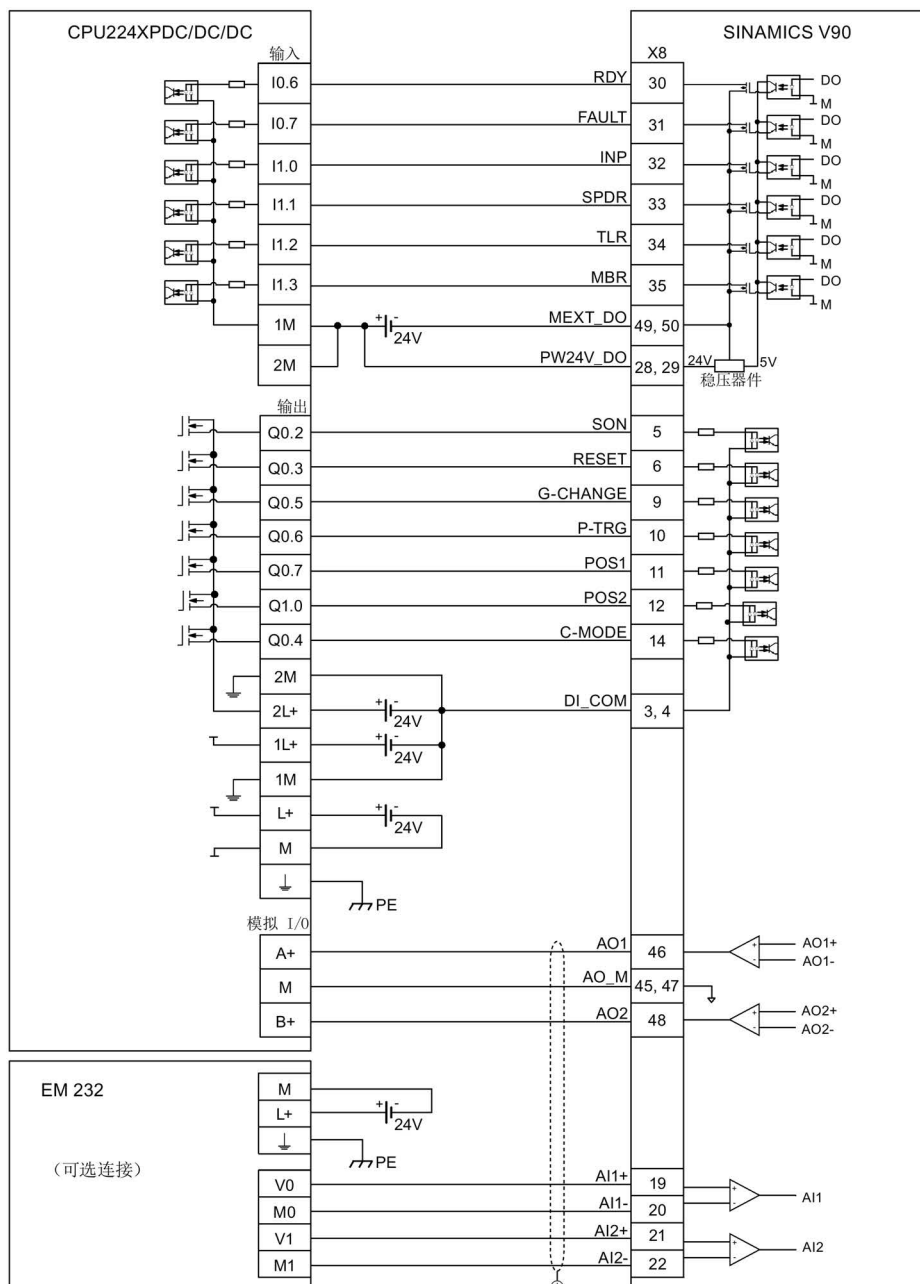 CPU224XPDC/DC/DC
SINAMICS V90
输入
X8
I0.6 RDY 30 DO
M
I0.7 FAULT 31 DO
M
I1.0 INP 32 DO
M
I1.1 SPDR 33 DO
M
I1.2 TLR 34 DO
M
I1.3 MBR 35 DO
M
1M + - 24V MEXT_DO 49, 50
2M PW24V_DO 28, 29 24V 5V
稳压器件
输出
Q0.2 SON 5
Q0.3 RESET 6
Q0.5 G-CHANGE 9
Q0.6 P-TRG 10
Q0.7 POS1 11
Q1.0 POS2 12
Q0.4 C-MODE 14
2M
2L+ + - 24V DI_COM 3, 4
1L+ + - 24V
1M
L+ + - 24V
M
PE
模拟 I/0
A+ AO1 46 + - AO1+
AO1-
M AO_M 45, 47
B+ AO2 48 + - AO2+
AO2-
EM 232
（可选连接）
M
L+ + - 24V
PE
V0 AI1+ 19 + AI1
M0 AI1- 20 -
V1 AI2+ 21 + AI2
M1 AI2- 22 -